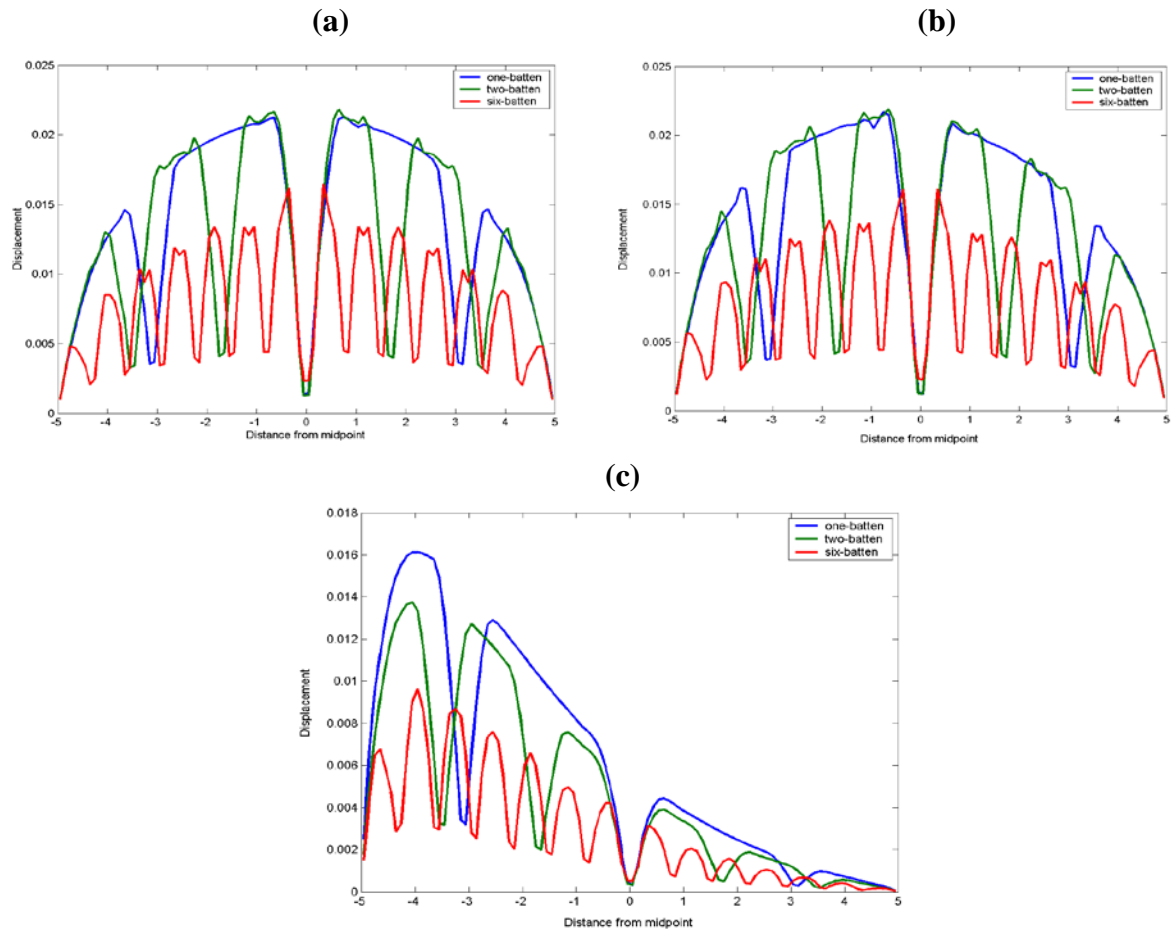 (a)
0.025
0.02
0.015
0.01
0.005
0
Displacement
-5 -4 -3 -2 -1 0 1 2 3 4 5
Distance from midpoint
one-batten
two-batten
six-batten
(b)
0.025
0.02
0.015
0.01
0.005
0
Displacement
-5 -4 -3 -2 -1 0 1 2 3 4 5
Distance from midpoint
one-batten
two-batten
six-batten
(c)
0.018
0.016
0.014
0.012
0.01
0.008
0.006
0.004
0.002
0
Displacement
-5 -4 -3 -2 -1 0 1 2 3 4 5
Distance from midpoint
one-batten
two-batten
six-batten